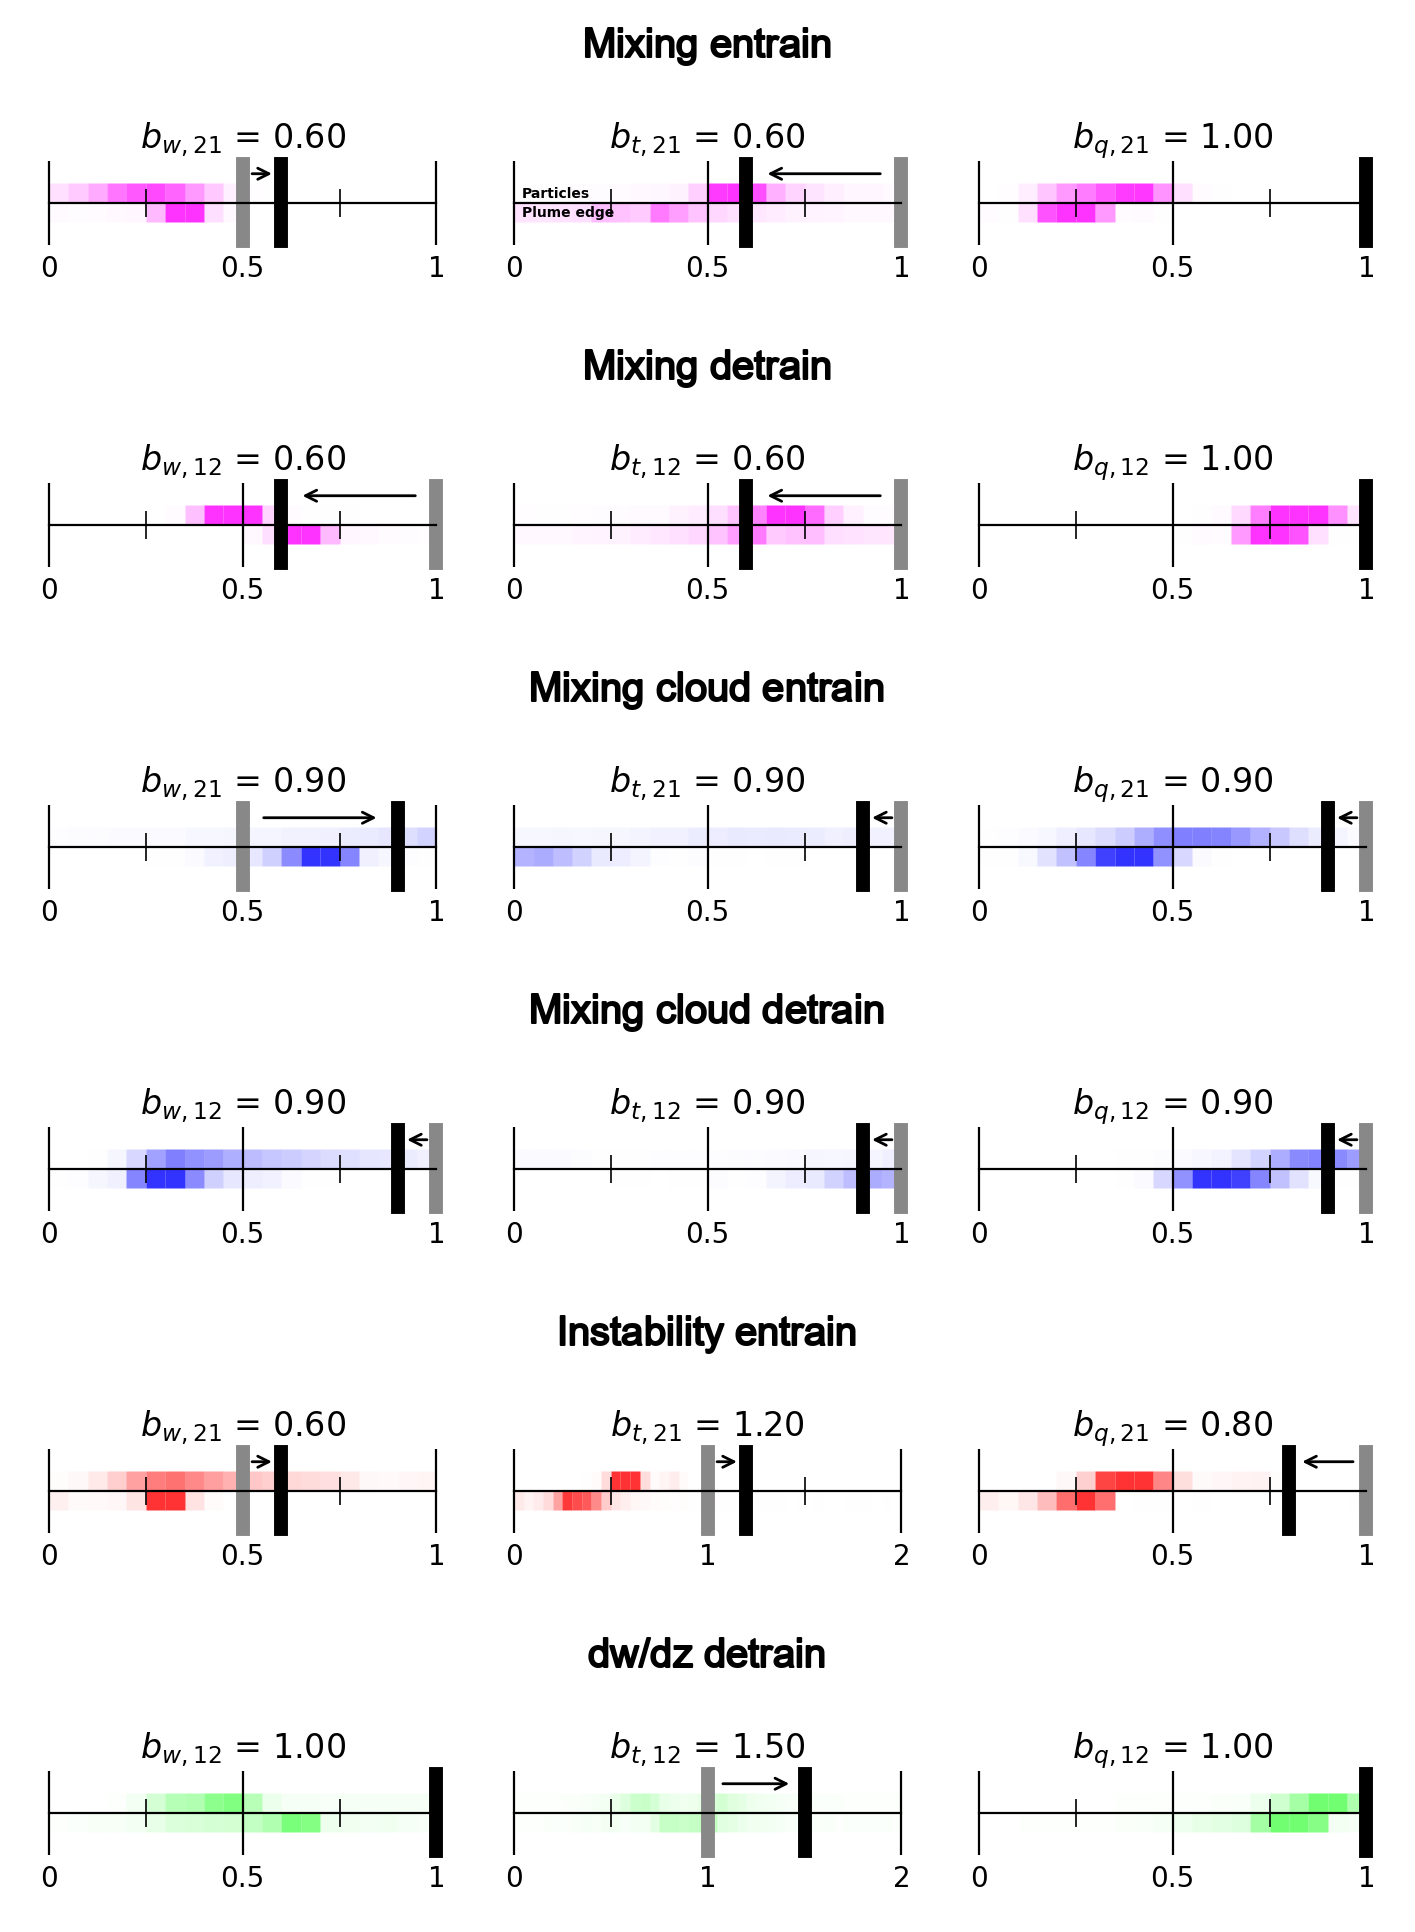 Mixing entrain
b_{w, 21} = 0.60 b_{t, 21} = 0.60 b_{q, 21} = 1.00
Particles
Plume edge
0 0.5 1 0 0.5 1 0 0.5 1
Mixing detrain
b_{w, 12} = 0.60 b_{t, 12} = 0.60 b_{q, 12} = 1.00
0 0.5 1 0 0.5 1 0 0.5 1
Mixing cloud entrain
b_{w, 21} = 0.90 b_{t, 21} = 0.90 b_{q, 21} = 0.90
0 0.5 1 0 0.5 1 0 0.5 1
Mixing cloud detrain
b_{w, 12} = 0.90 b_{t, 12} = 0.90 b_{q, 12} = 0.90
0 0.5 1 0 0.5 1 0 0.5 1
Instability entrain
b_{w, 21} = 0.60 b_{t, 21} = 1.20 b_{q, 21} = 0.80
0 0.5 1 0 1 2 0 0.5 1
dw/dz detrain
b_{w, 12} = 1.00 b_{t, 12} = 1.50 b_{q, 12} = 1.00
0 0.5 1 0 1 2 0 0.5 1